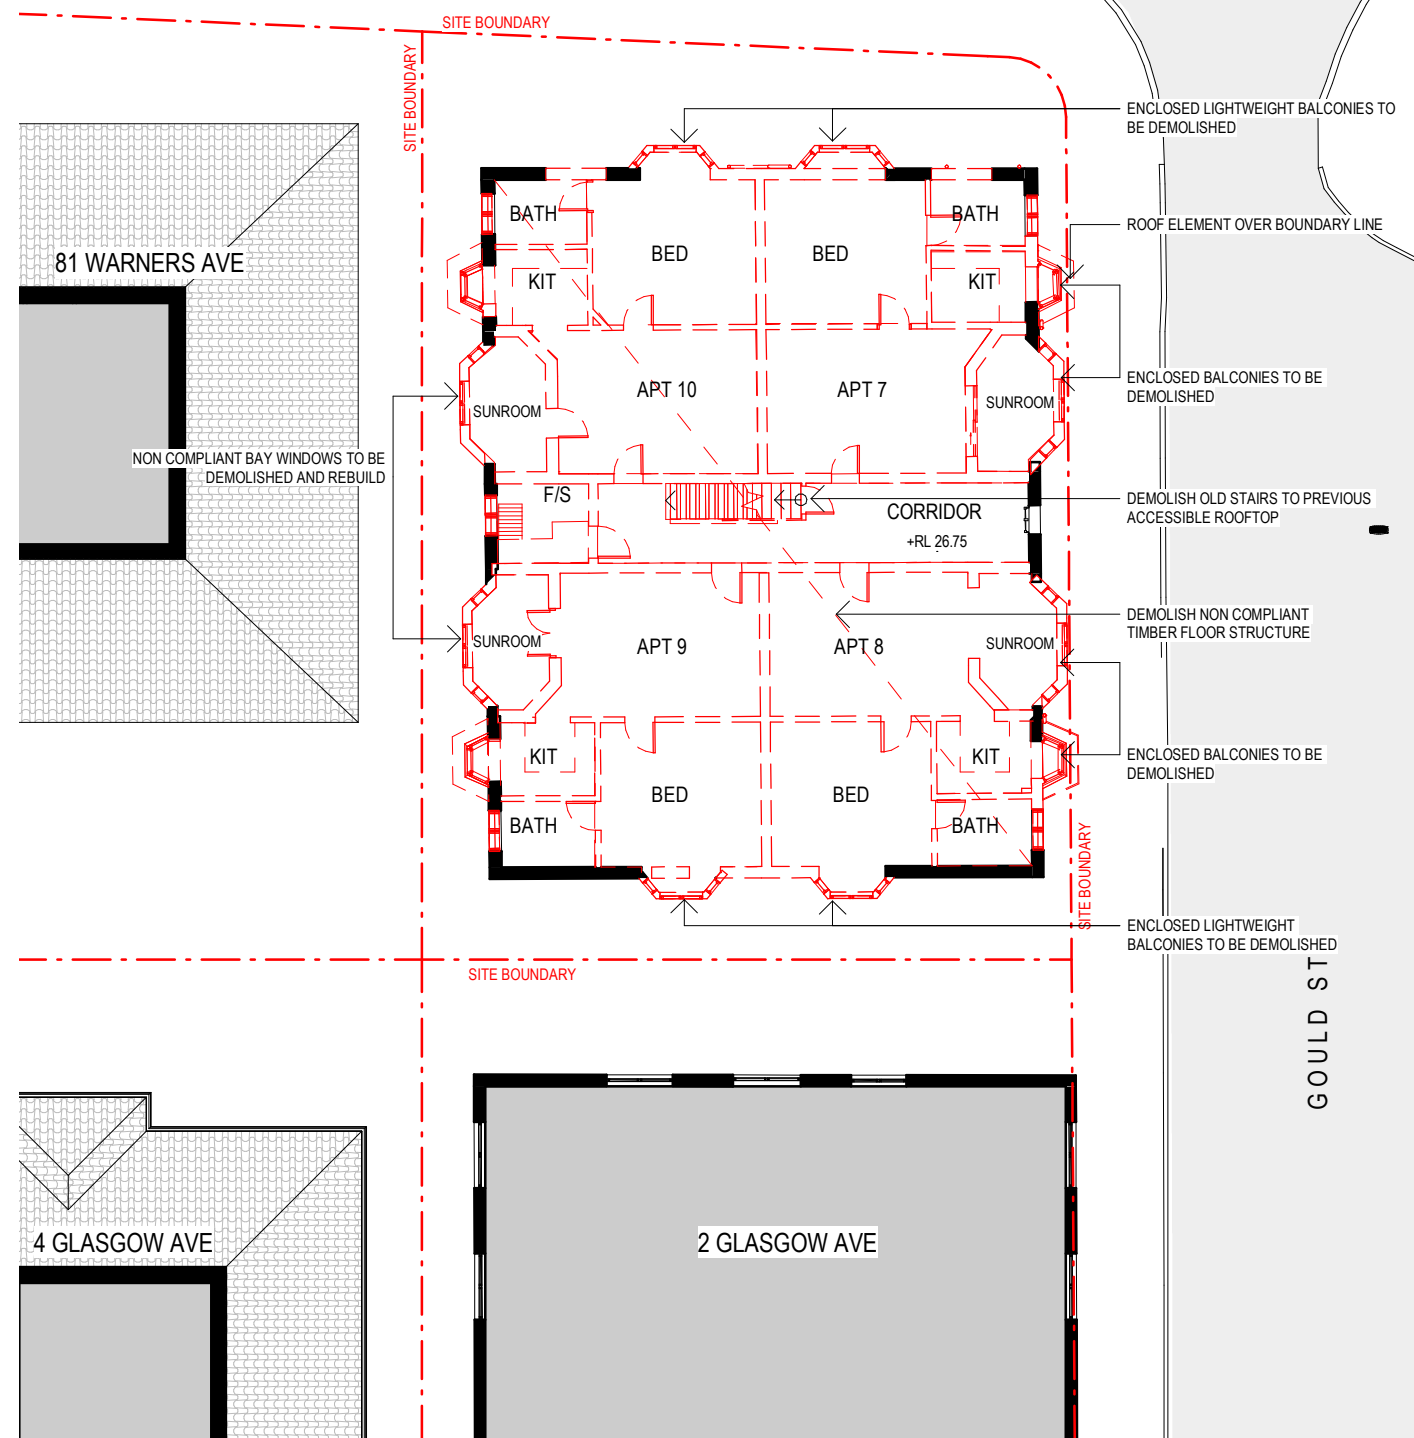 SITE BOUNDARY
SITE BOUNDARY
ENCLOSED LIGHTWEIGHT BALCONIES TO
BE DEMOLISHED
ROOF ELEMENT OVER BOUNDARY LINE
BATH
BED
BED
BATH
81 WARNERS AVE
KIT
KIT
ENCLOSED BALCONIES TO BE
DEMOLISHED
APT 10
APT 7
SUNROOM
SUNROOM
NON COMPLIANT BAY WINDOWS TO BE
DEMOLISHED AND REBUILD
F/S
CORRIDOR
+RL 26.75
DEMOLISH OLD STAIRS TO PREVIOUS
ACCESSIBLE ROOFTOP
DEMOLISH NON COMPLIANT
TIMBER FLOOR STRUCTURE
SUNROOM
APT 9
APT 8
SUNROOM
KIT
KIT
ENCLOSED BALCONIES TO BE
DEMOLISHED
BED
BED
BATH
BATH
SITE BOUNDARY
ENCLOSED LIGHTWEIGHT
BALCONIES TO BE DEMOLISHED
SITE BOUNDARY
GOULD ST
4 GLASGOW AVE
2 GLASGOW AVE